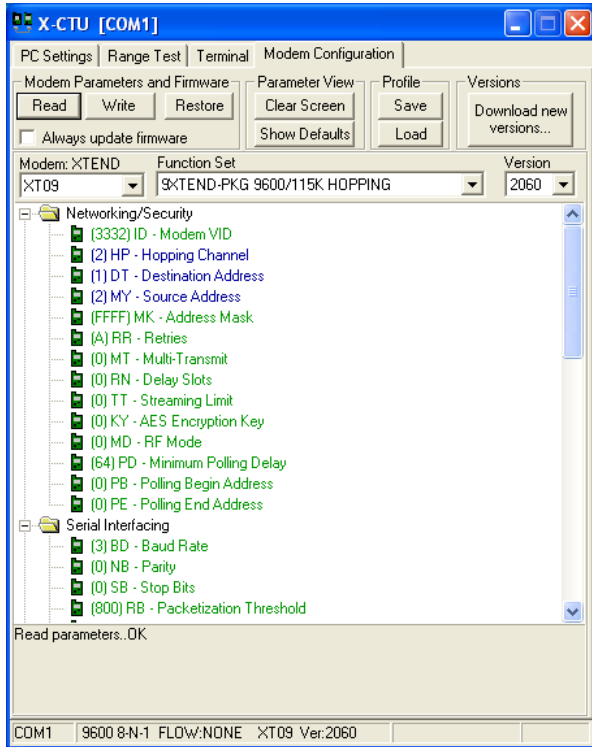 X-CTU [COM1]
PC Settings Range Test Terminal Modem Configuration
Modem Parameters and Firmware Parameter View Profile Versions
Read Write Restore Clear Screen Save Download new versions...
Always update firmware Show Defaults Load
Modem: XTEND Function Set Version
XT09 9XTEND-PKG 9600/115K HOPPING 2060
Networking/Security
(3332) ID - Modem VID
(2) HP - Hopping Channel
(1) DT - Destination Address
(2) MY - Source Address
(FFFF) MK - Address Mask
(A) RR - Retries
(0) MT - Multi-Transmit
(0) RN - Delay Slots
(0) TT - Streaming Limit
(0) KY - AES Encryption Key
(0) MD - RF Mode
(64) PD - Minimum Polling Delay
(0) PB - Polling Begin Address
(0) PE - Polling End Address
Serial Interfacing
(3) BD - Baud Rate
(0) NB - Parity
(0) SB - Stop Bits
(800) RB - Packetization Threshold
Read parameters..OK
COM1 9600 8-N-1 FLOW:NONE XT09 Ver:2060